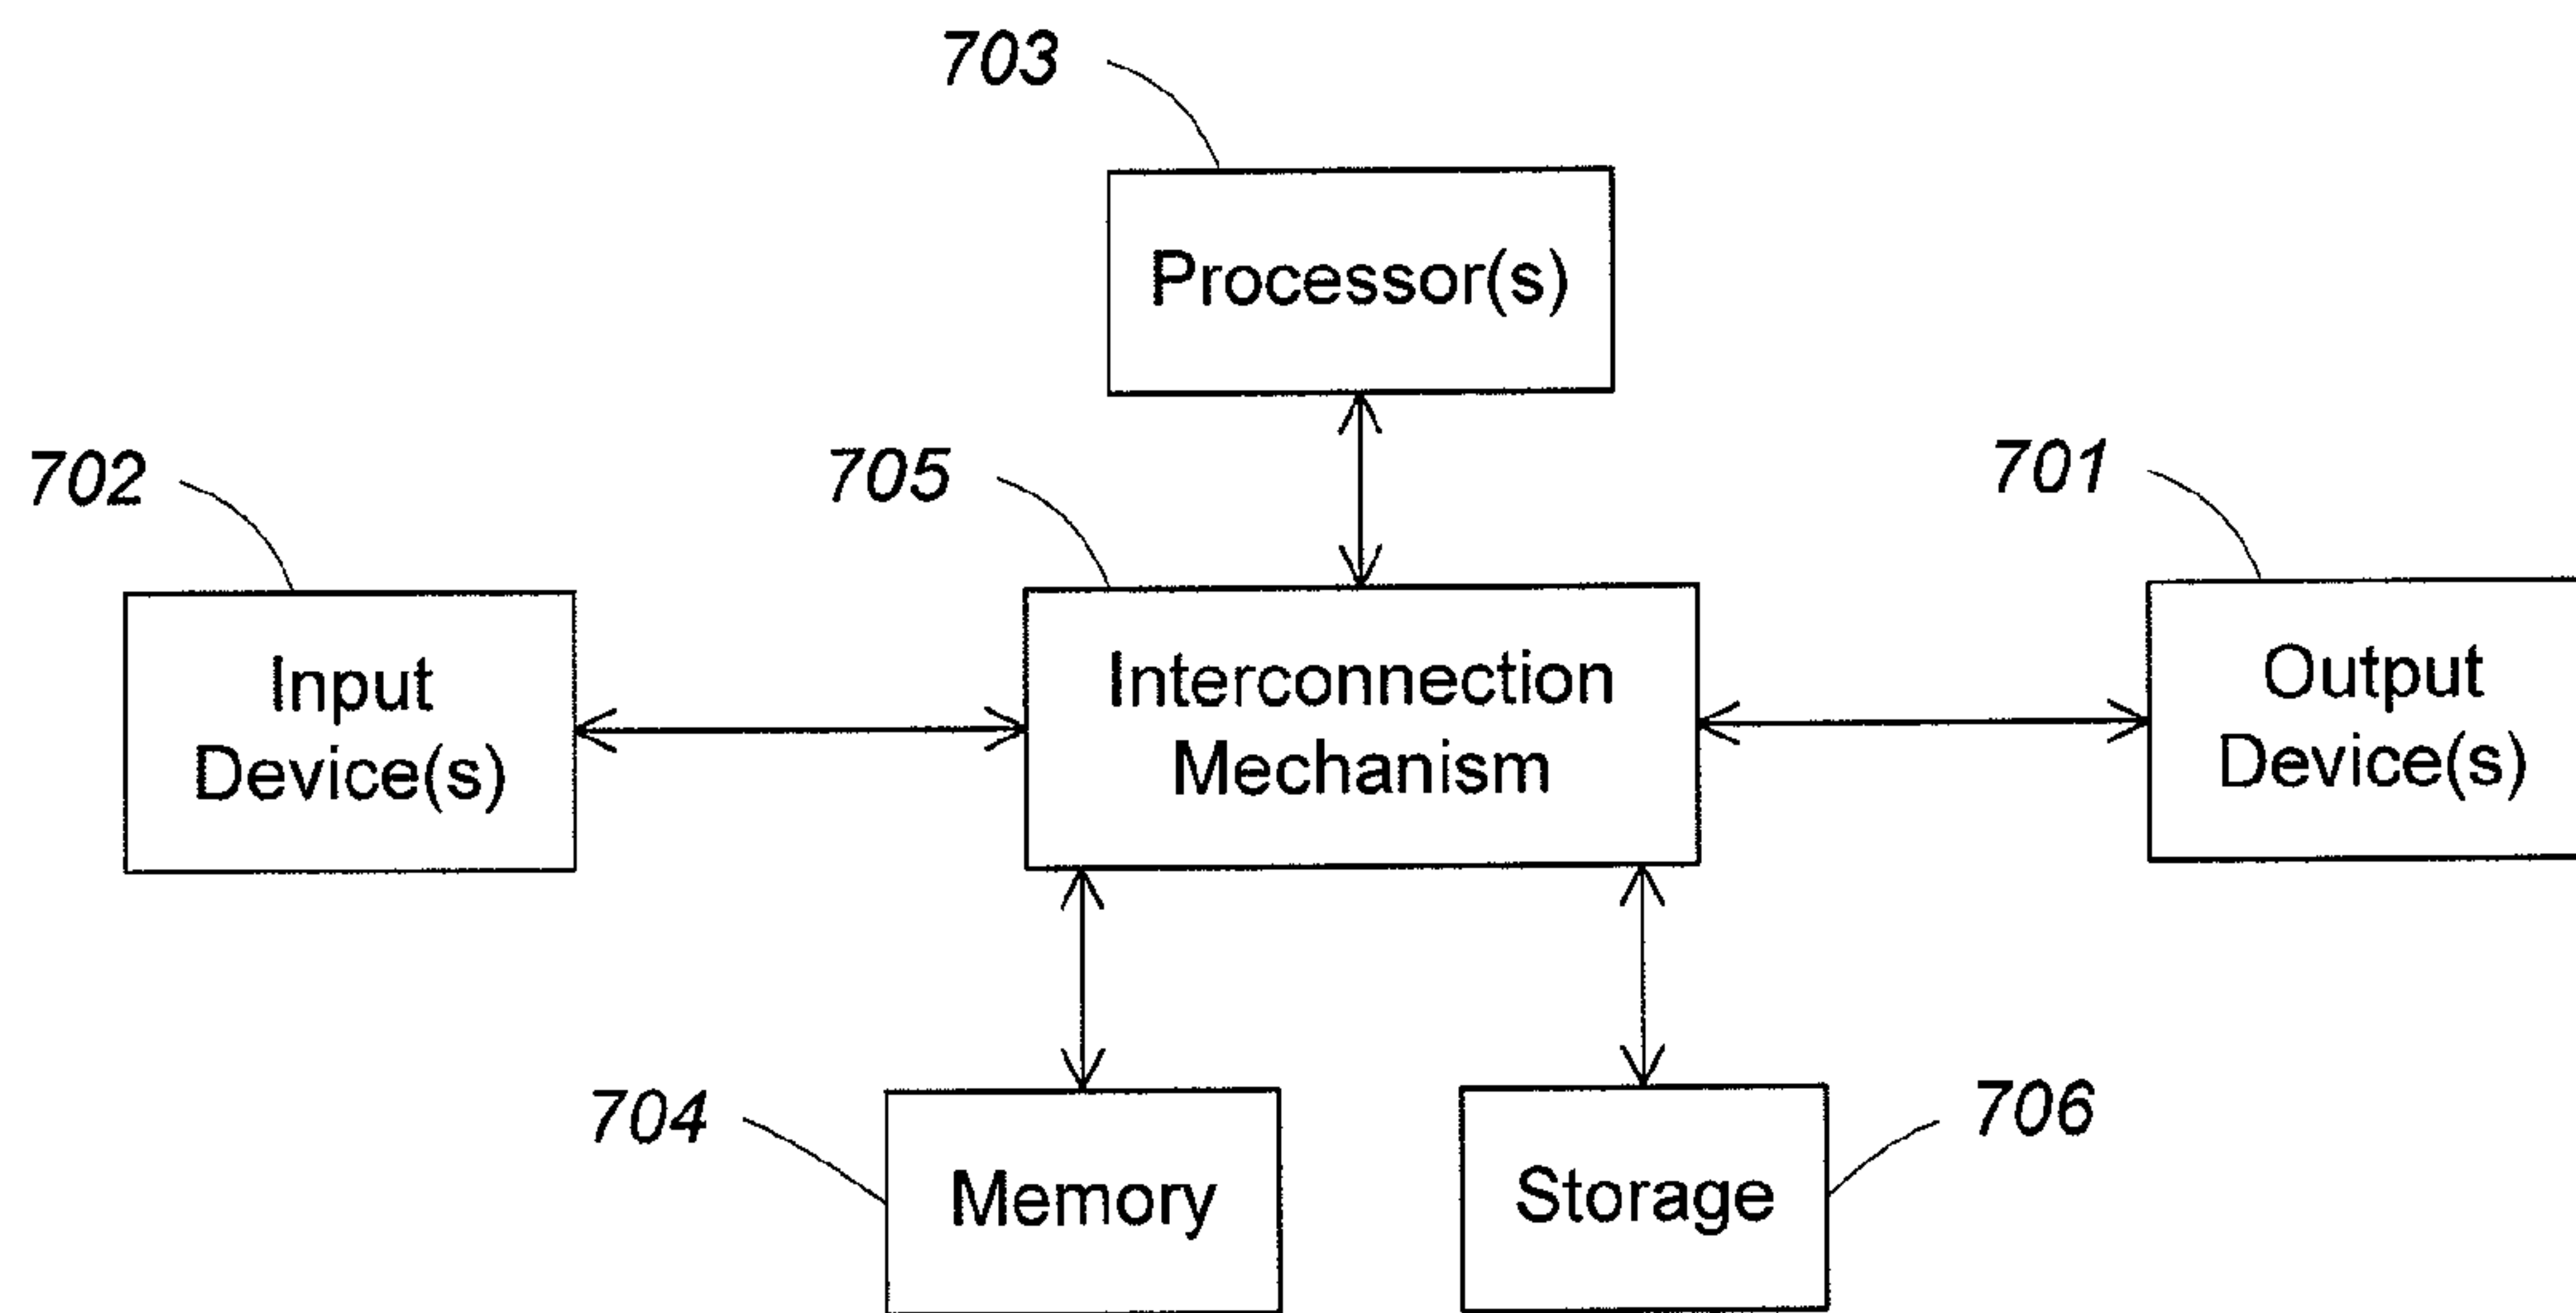 703
Processor(s)
702
705
701
Input
Device(s)
Interconnection
Mechanism
Output
Device(s)
704
706
Memory
Storage